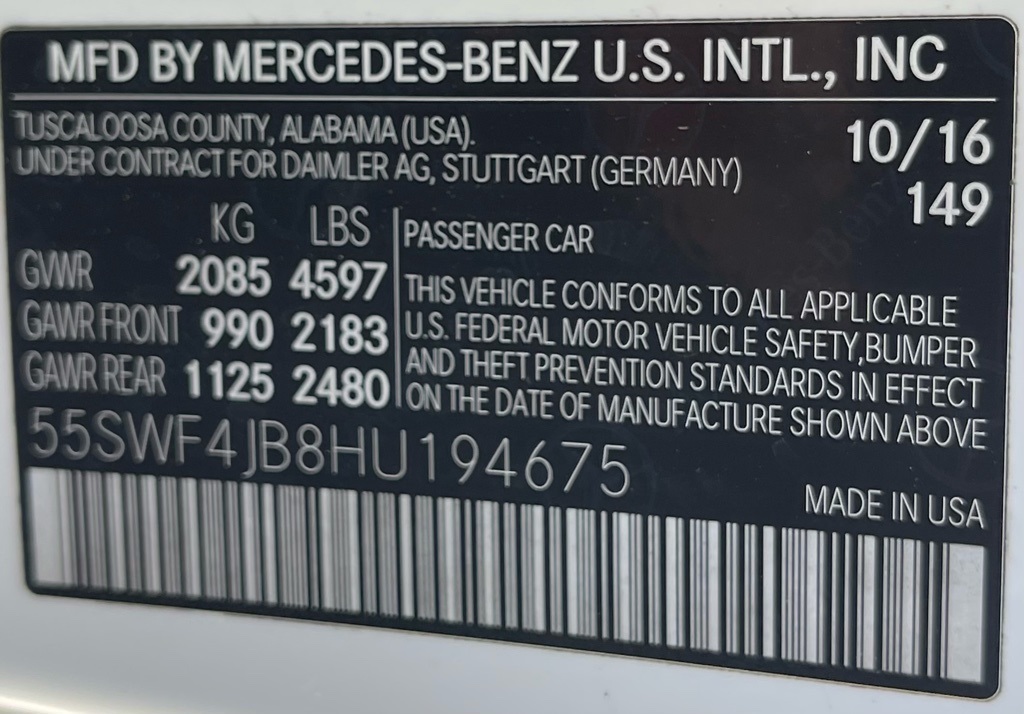 MFD BY MERCEDES-BENZ U.S. INTL., INC
TUSCALOOSA COUNTY, ALABAMA (USA).
UNDER CONTRACT FOR DAIMLER AG, STUTTGART (GERMANY)
10/16
149
KG LBS
GVWR 2085 4597
GAWR FRONT 990 2183
GAWR REAR 1125 2480
PASSENGER CAR
THIS VEHICLE CONFORMS TO ALL APPLICABLE
U.S. FEDERAL MOTOR VEHICLE SAFETY,BUMPER
AND THEFT PREVENTION STANDARDS IN EFFECT
ON THE DATE OF MANUFACTURE SHOWN ABOVE
55SWF4JB8HU194675
MADE IN USA